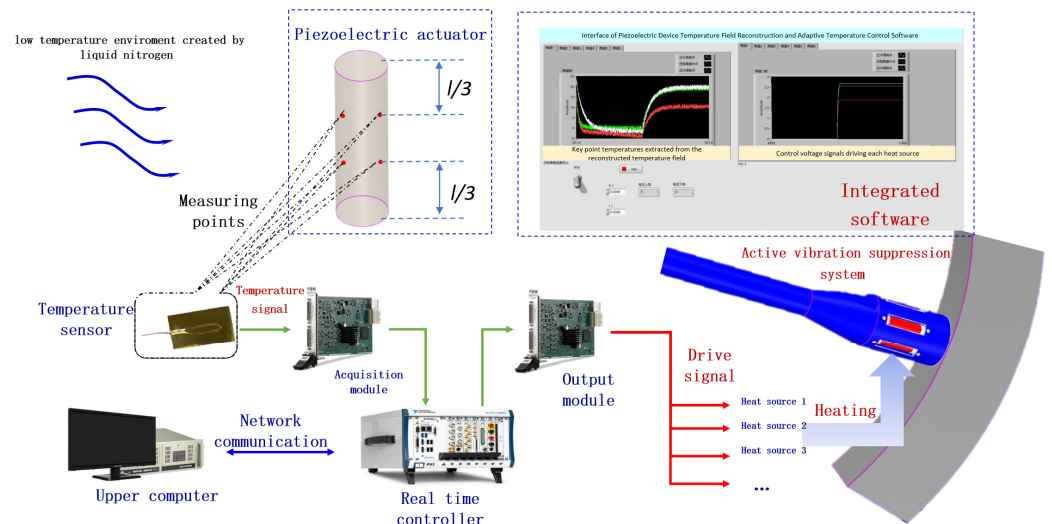 low temperature enviroment created by
liquid nitrogen
Piezoelectric actuator
l/3
l/3
Measuring
points
Interface of Piezoelectric Device Temperature Field Reconstruction and Adaptive Temperature Control Software
Key point temperatures extracted from the
reconstructed temperature field
Control voltage signals driving each heat source
Integrated
software
Active vibration suppression
system
Temperature
sensor
Temperature
signal
Acquisition
module
Output
module
Drive
signal
Heat source 1
Heat source 2
Heat source 3
...
Heating
Network
communication
Upper computer
Real time
controller